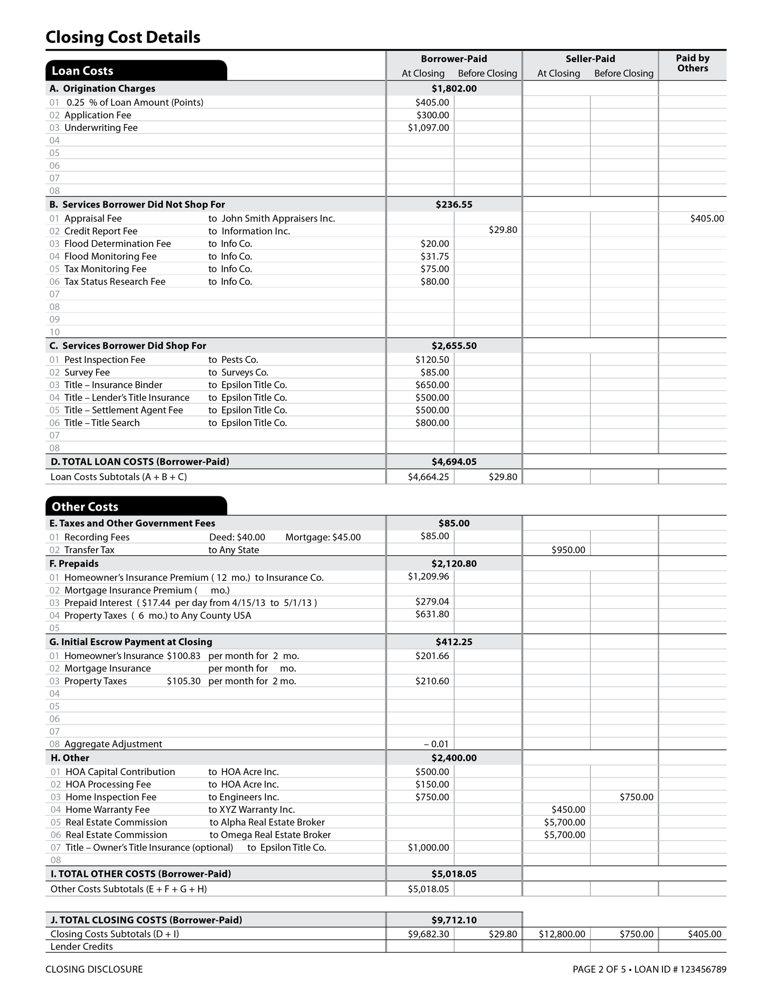 Closing Cost Details
Loan Costs
Borrower-Paid Seller-Paid Paid by Others
At Closing Before Closing At Closing Before Closing
A. Origination Charges $1,802.00
01 0.25 % of Loan Amount (Points) $405.00
02 Application Fee $300.00
03 Underwriting Fee $1,097.00
04
05
06
07
08
B. Services Borrower Did Not Shop For $236.55
01 Appraisal Fee to John Smith Appraisers Inc. $405.00
02 Credit Report Fee to Information Inc. $29.80
03 Flood Determination Fee to Info Co. $20.00
04 Flood Monitoring Fee to Info Co. $31.75
05 Tax Monitoring Fee to Info Co. $75.00
06 Tax Status Research Fee to Info Co. $80.00
07
08
09
10
C. Services Borrower Did Shop For $2,655.50
01 Pest Inspection Fee to Pests Co. $120.50
02 Survey Fee to Surveys Co. $85.00
03 Title – Insurance Binder to Epsilon Title Co. $650.00
04 Title – Lender’s Title Insurance to Epsilon Title Co. $500.00
05 Title – Settlement Agent Fee to Epsilon Title Co. $500.00
06 Title – Title Search to Epsilon Title Co. $800.00
07
08
D. TOTAL LOAN COSTS (Borrower-Paid) $4,694.05
Loan Costs Subtotals (A + B + C) $4,664.25 $29.80
Other Costs
E. Taxes and Other Government Fees $85.00
01 Recording Fees Deed: $40.00 Mortgage: $45.00 $85.00
02 Transfer Tax to Any State $950.00
F. Prepaids $2,120.80
01 Homeowner’s Insurance Premium ( 12 mo.) to Insurance Co. $1,209.96
02 Mortgage Insurance Premium ( mo.)
03 Prepaid Interest ( $17.44 per day from 4/15/13 to 5/1/13 ) $279.04
04 Property Taxes ( 6 mo.) to Any County USA $631.80
05
G. Initial Escrow Payment at Closing $412.25
01 Homeowner’s Insurance $100.83 per month for 2 mo. $201.66
02 Mortgage Insurance per month for mo.
03 Property Taxes $105.30 per month for 2 mo. $210.60
04
05
06
07
08 Aggregate Adjustment – 0.01
H. Other $2,400.00
01 HOA Capital Contribution to HOA Acre Inc. $500.00
02 HOA Processing Fee to HOA Acre Inc. $150.00
03 Home Inspection Fee to Engineers Inc. $750.00 $750.00
04 Home Warranty Fee to XYZ Warranty Inc. $450.00
05 Real Estate Commission to Alpha Real Estate Broker $5,700.00
06 Real Estate Commission to Omega Real Estate Broker $5,700.00
07 Title – Owner’s Title Insurance (optional) to Epsilon Title Co. $1,000.00
08
I. TOTAL OTHER COSTS (Borrower-Paid) $5,018.05
Other Costs Subtotals (E + F + G + H) $5,018.05
J. TOTAL CLOSING COSTS (Borrower-Paid) $9,712.10
Closing Costs Subtotals (D + I) $9,682.30 $29.80 $12,800.00 $750.00 $405.00
Lender Credits
CLOSING DISCLOSURE PAGE 2 OF 5 • LOAN ID # 123456789